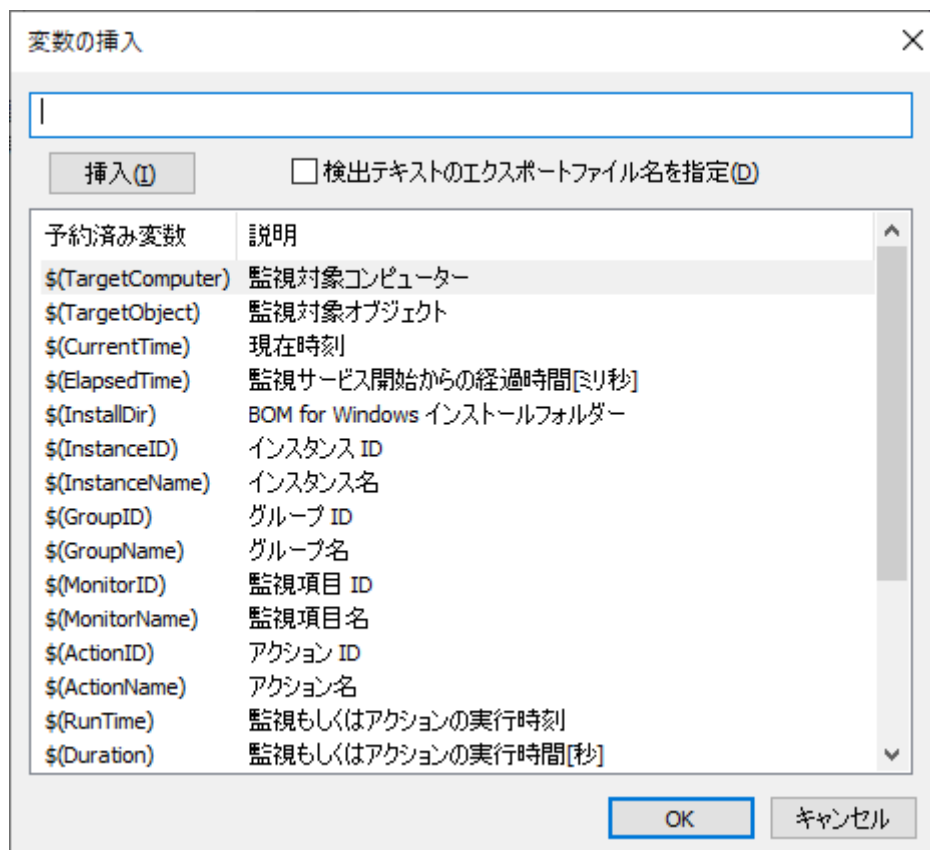 変数の挿入
挿入(I) 検出テキストのエクスポートファイル名を指定(D)
予約済み変数 説明
$(TargetComputer) 監視対象コンピューター
$(TargetObject) 監視対象オブジェクト
$(CurrentTime) 現在時刻
$(ElapsedTime) 監視サービス開始からの経過時間[ミリ秒]
$(InstallDir) BOM for Windows インストールフォルダー
$(InstanceID) インスタンス ID
$(InstanceName) インスタンス名
$(GroupID) グループ ID
$(GroupName) グループ名
$(MonitorID) 監視項目 ID
$(MonitorName) 監視項目名
$(ActionID) アクション ID
$(ActionName) アクション名
$(RunTime) 監視もしくはアクションの実行時刻
$(Duration) 監視もしくはアクションの実行時間[秒]
OK キャンセル